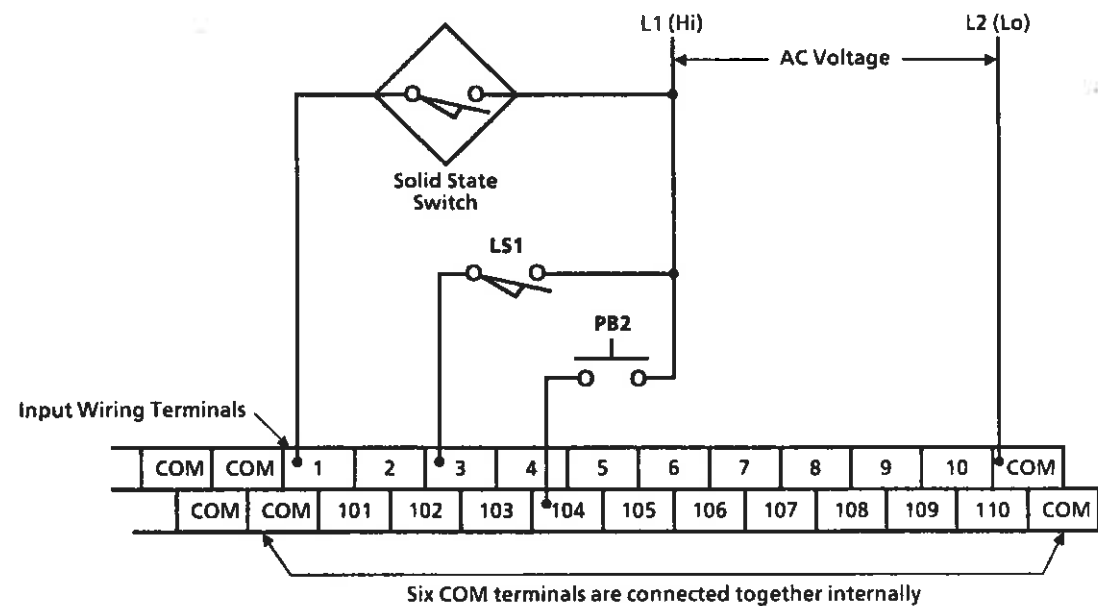 L1 (Hi)
L2 (Lo)
AC Voltage
Solid State
Switch
LS1
PB2
Input Wiring Terminals
COM COM 1 2 3 4 5 6 7 8 9 10 COM
COM COM 101 102 103 104 105 106 107 108 109 110 COM
Six COM terminals are connected together internally